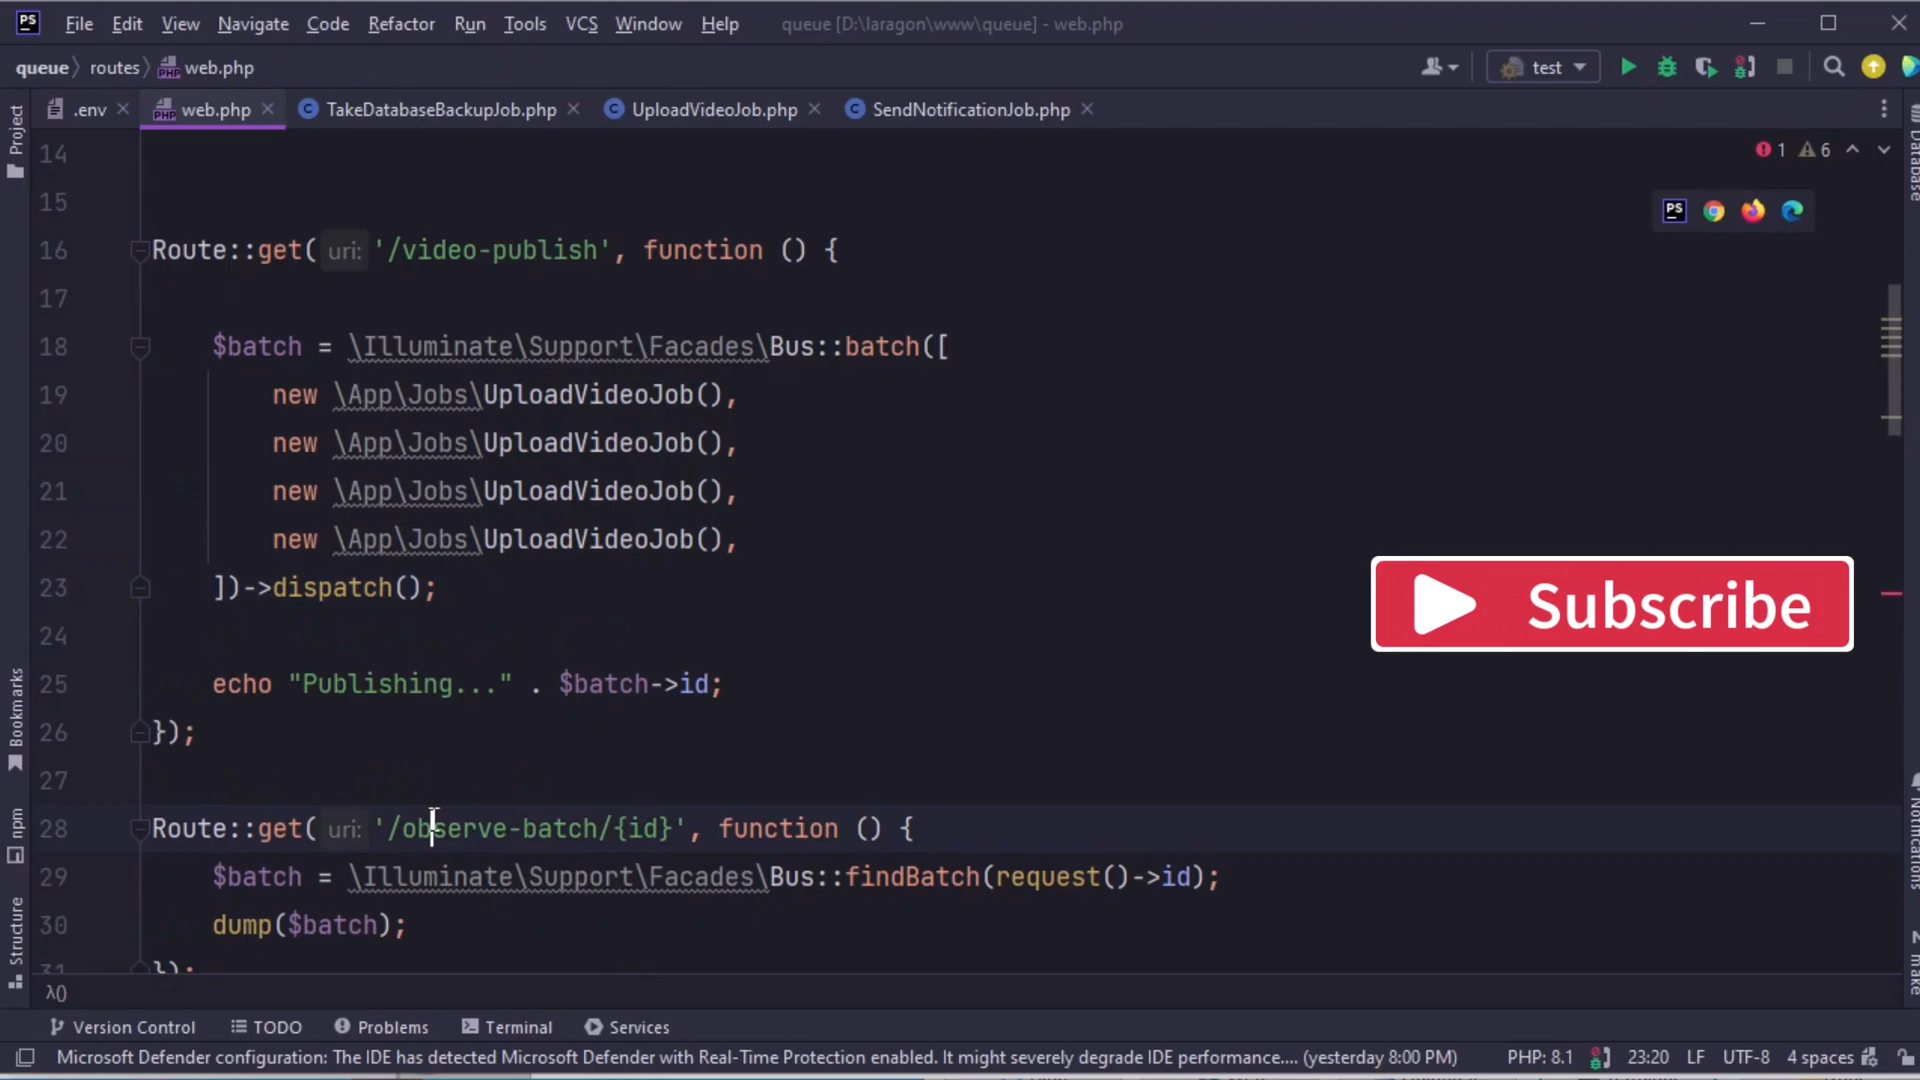 PS File Edit View Navigate Code Refactor Run Tools VCS Window Help queue [D:\laragon\www\queue] - web.php
queue routes web.php test
.env web.php TakeDatabaseBackupJob.php UploadVideoJob.php SendNotificationJob.php
Project
Database
1 6
14
15
16 Route::get( uri: '/video-publish', function () {
17
18 $batch = \Illuminate\Support\Facades\Bus::batch([
19 new \App\Jobs\UploadVideoJob(),
20 new \App\Jobs\UploadVideoJob(),
21 new \App\Jobs\UploadVideoJob(),
22 new \App\Jobs\UploadVideoJob(),
23 ])->dispatch();
24
25 echo "Publishing..." . $batch->id;
26 });
27
28 Route::get( uri: '/observe-batch/{id}', function () {
29 $batch = \Illuminate\Support\Facades\Bus::findBatch(request()->id);
30 dump($batch);
31 });
Subscribe
Bookmarks
npm
Structure
Notifications
make
λ()
Version Control TODO Problems Terminal Services
Microsoft Defender configuration: The IDE has detected Microsoft Defender with Real-Time Protection enabled. It might severely degrade IDE performance.... (yesterday 8:00 PM) PHP: 8.1 23:20 LF UTF-8 4 spaces